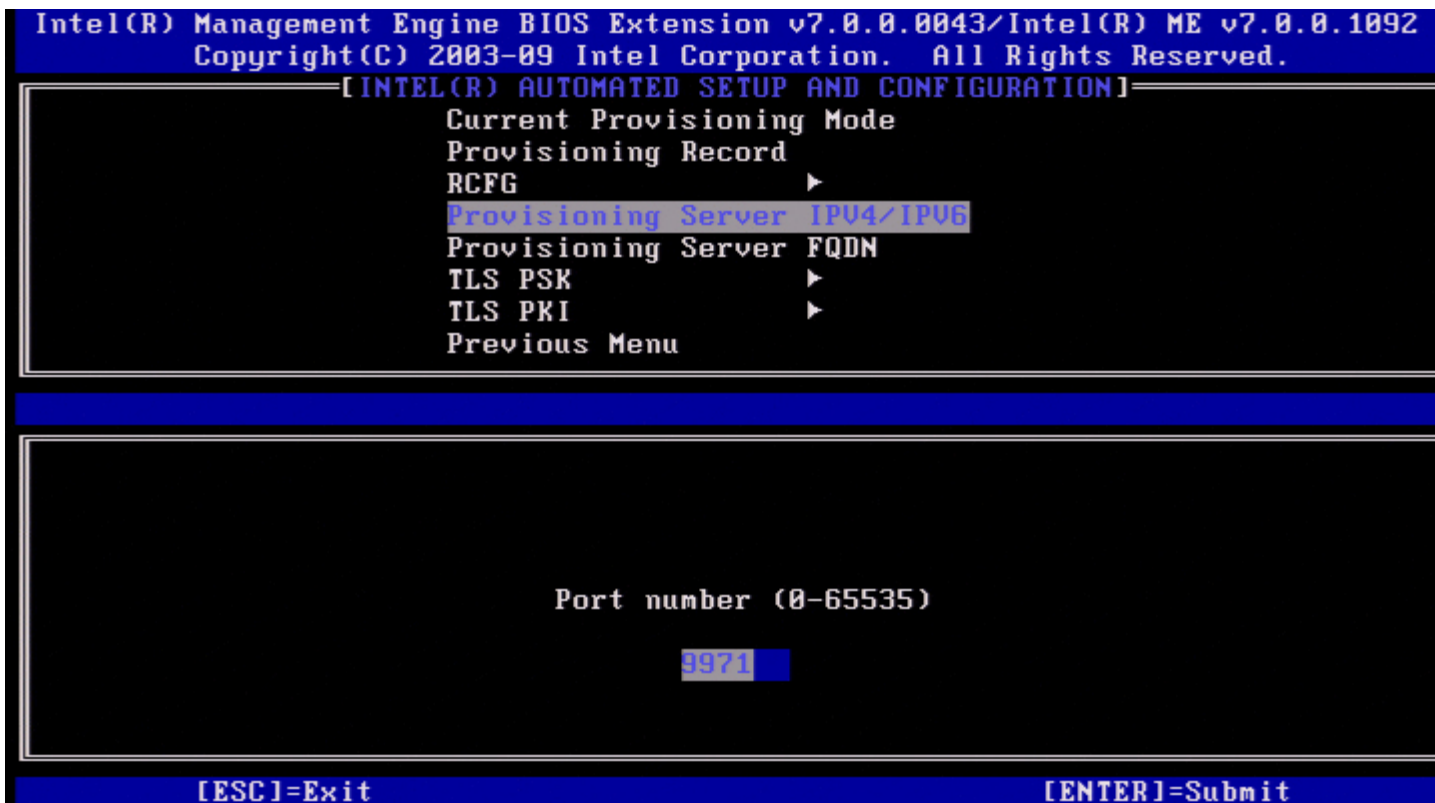 Intel(R) Management Engine BIOS Extension v7.0.0.0043/Intel(R) ME v7.0.0.1092
Copyright(C) 2003-09 Intel Corporation. All Rights Reserved.
[INTEL(R) AUTOMATED SETUP AND CONFIGURATION]
Current Provisioning Mode
Provisioning Record
RCFG ►
Provisioning Server IPV4/IPV6
Provisioning Server FQDN
TLS PSK ►
TLS PKI ►
Previous Menu
Port number (0-65535)
9971
[ESC]=Exit [ENTER]=Submit